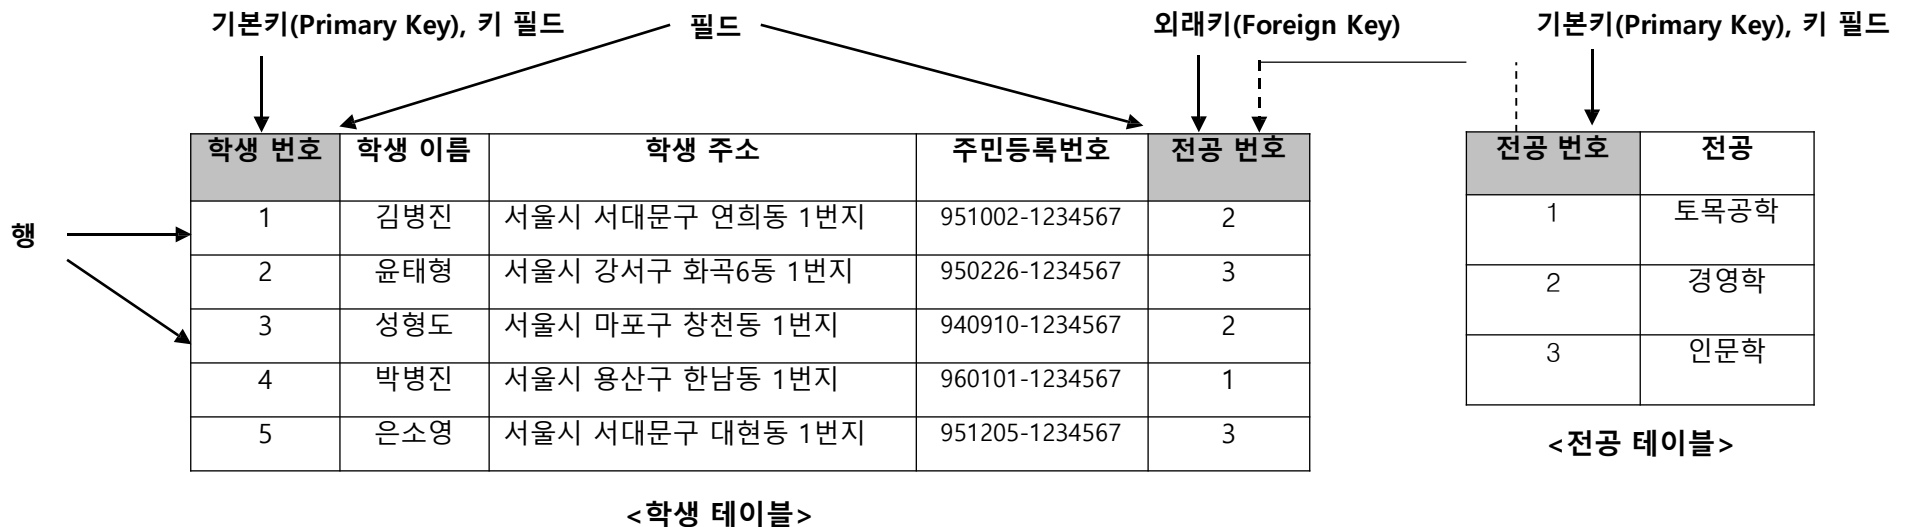 기본키(Primary Key), 키 필드 필드 외래키(Foreign Key) 기본키(Primary Key), 키 필드
학생 번호 학생 이름 학생 주소 주민등록번호 전공 번호 전공 번호 전공
행
1 김병진 서울시 서대문구 연희동 1번지 951002-1234567 2 1 토목공학
2 윤태형 서울시 강서구 화곡6동 1번지 950226-1234567 3 2 경영학
3 성형도 서울시 마포구 창천동 1번지 940910-1234567 2 3 인문학
4 박병진 서울시 용산구 한남동 1번지 960101-1234567 1
5 은소영 서울시 서대문구 대현동 1번지 951205-1234567 3
<전공 테이블>
<학생 테이블>